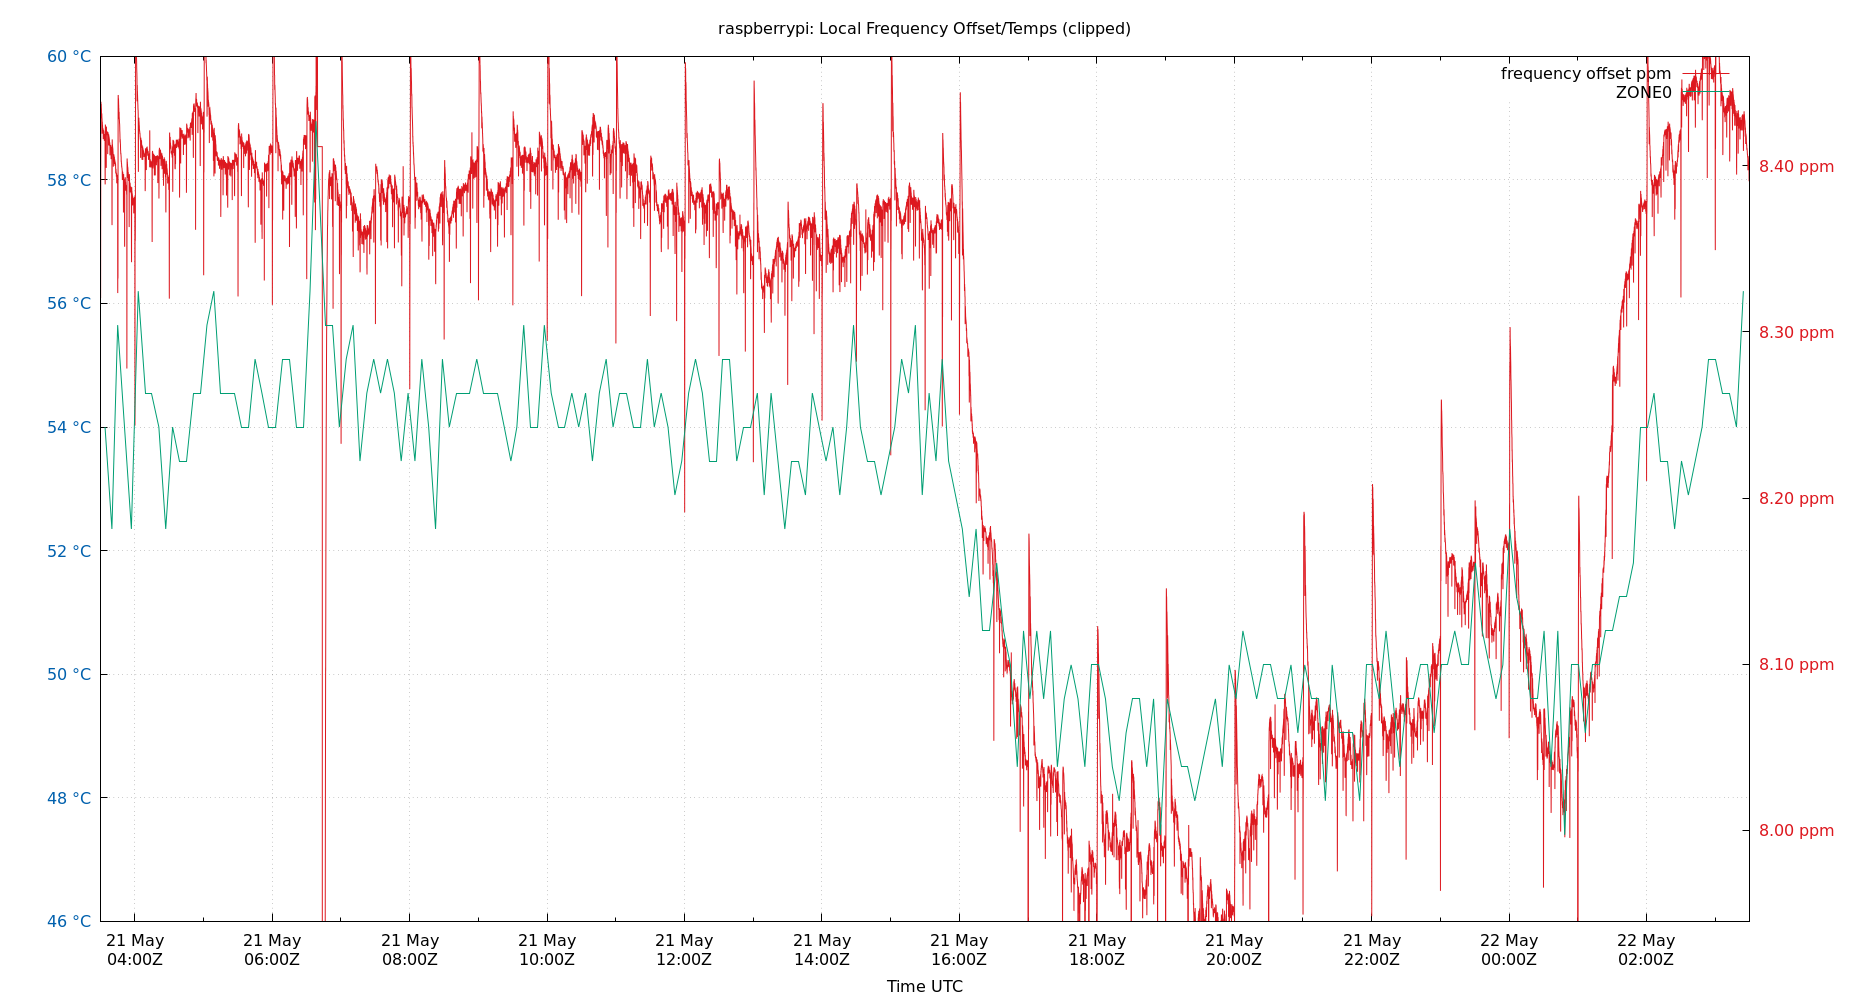 raspberrypi: Local Frequency Offset/Temps (clipped)
60 °C
58 °C
56 °C
54 °C
52 °C
50 °C
48 °C
46 °C
frequency offset ppm
ZONE0
8.40 ppm
8.30 ppm
8.20 ppm
8.10 ppm
8.00 ppm
21 May 21 May 21 May 21 May 21 May 21 May 21 May 21 May 21 May 21 May 22 May 22 May
04:00Z 06:00Z 08:00Z 10:00Z 12:00Z 14:00Z 16:00Z 18:00Z 20:00Z 22:00Z 00:00Z 02:00Z
Time UTC